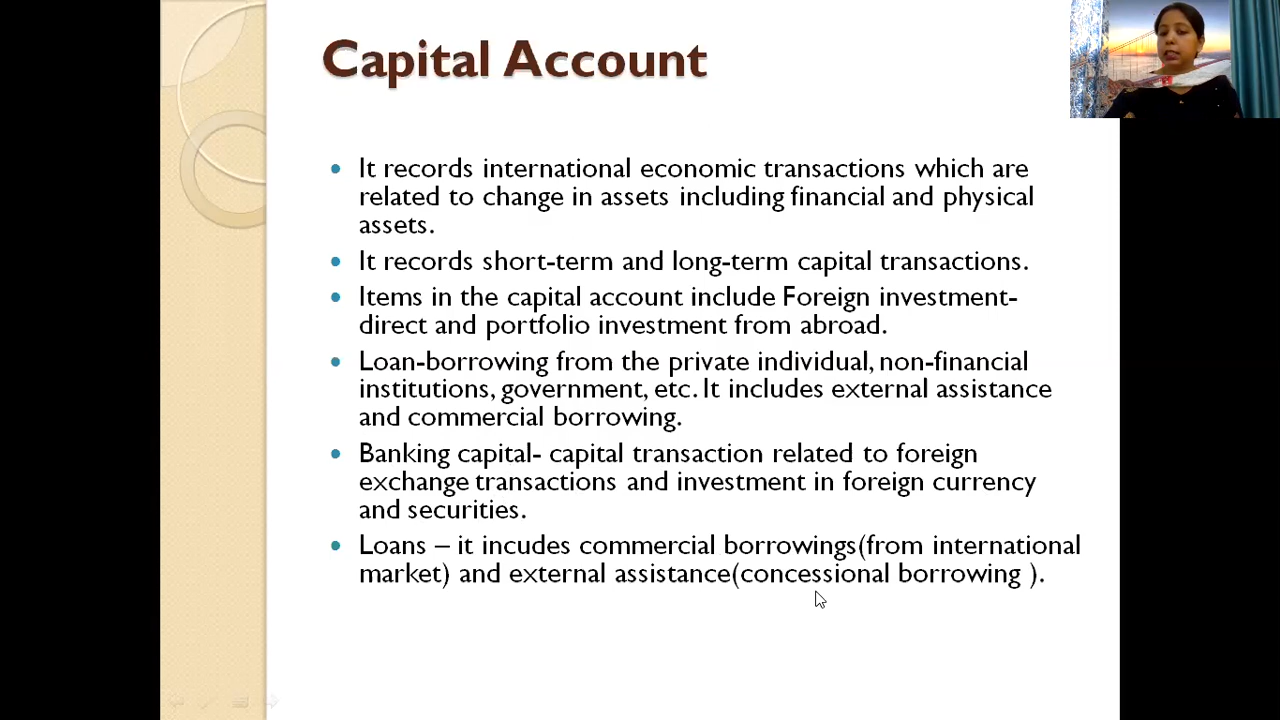 Capital Account
• It records international economic transactions which are
related to change in assets including financial and physical
assets.
• It records short-term and long-term capital transactions.
• Items in the capital account include Foreign investment-
direct and portfolio investment from abroad.
• Loan-borrowing from the private individual, non-financial
institutions, government, etc. It includes external assistance
and commercial borrowing.
• Banking capital- capital transaction related to foreign
exchange transactions and investment in foreign currency
and securities.
• Loans – it incudes commercial borrowings(from international
market) and external assistance(concessional borrowing ).